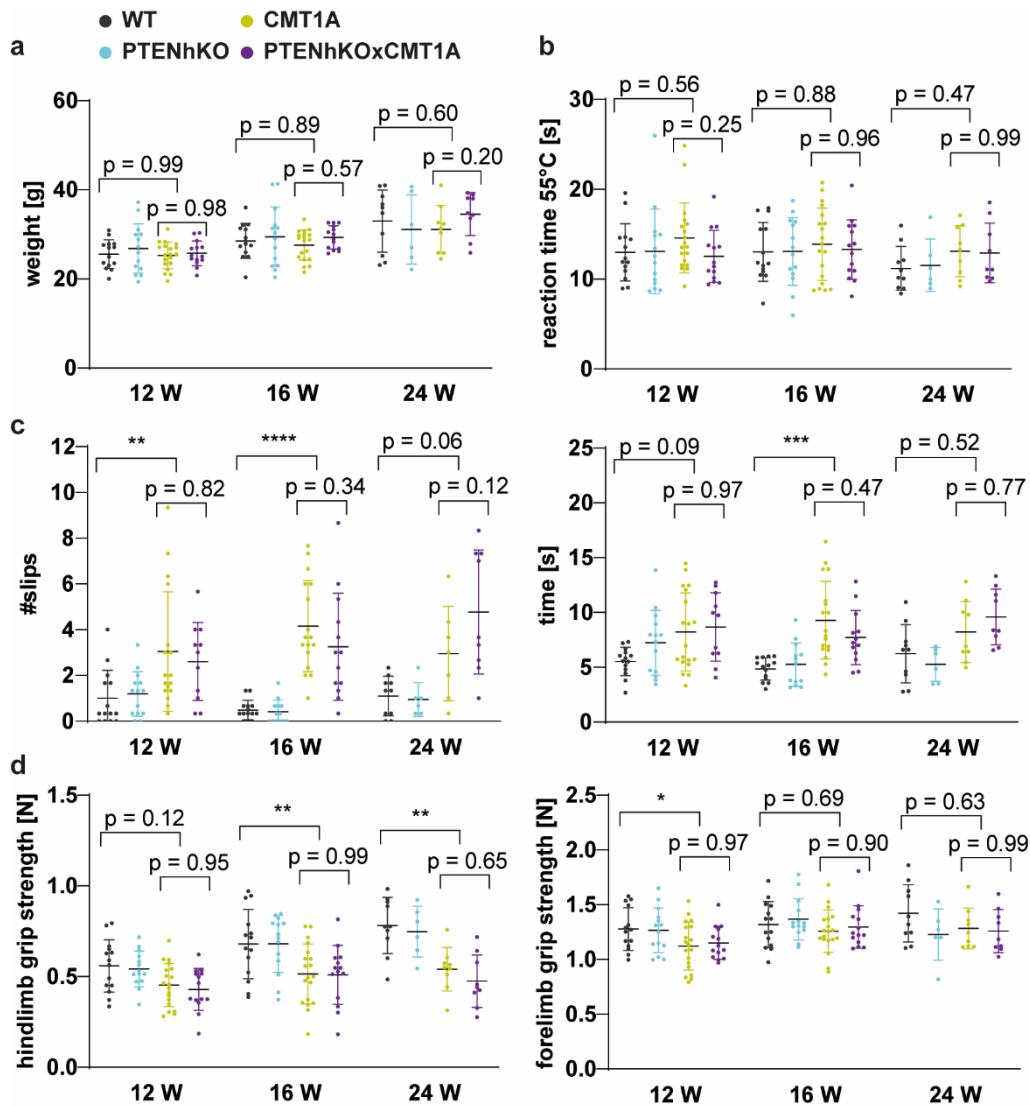 WT CMT1A
PTENhKO PTENhKOxCMT1A
a
weight [g]
60
40
20
0
p = 0.99
p = 0.98
p = 0.89
p = 0.57
p = 0.60
p = 0.20
12 W 16 W 24 W
b
reaction time 55°C [s]
30
20
10
0
p = 0.56
p = 0.25
p = 0.88
p = 0.96
p = 0.47
p = 0.99
12 W 16 W 24 W
c
#slips
12
10
8
6
4
2
0
**
p = 0.82
****
p = 0.34
p = 0.06
p = 0.12
12 W 16 W 24 W
time [s]
25
20
15
10
5
0
p = 0.09
p = 0.97
***
p = 0.47
p = 0.52
p = 0.77
12 W 16 W 24 W
d
hindlimb grip strength [N]
1.5
1.0
0.5
0.0
p = 0.12
p = 0.95
**
p = 0.99
**
p = 0.65
12 W 16 W 24 W
forelimb grip strength [N]
2.5
2.0
1.5
1.0
0.5
0.0
*
p = 0.97
p = 0.69
p = 0.90
p = 0.63
p = 0.99
12 W 16 W 24 W